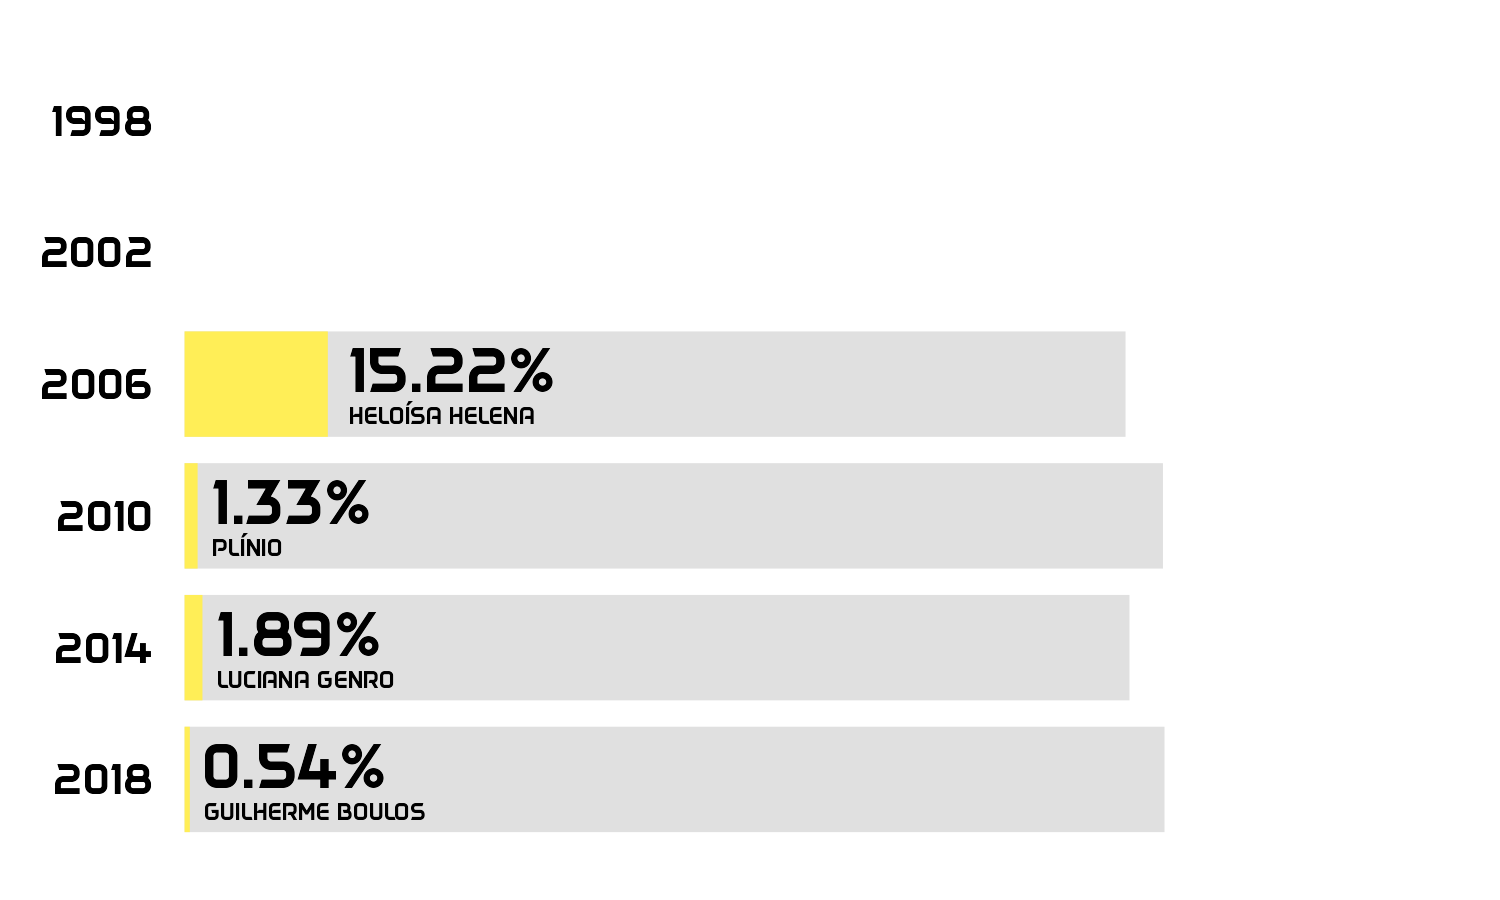 1998
2002
2006
15.22%
HELOÍSA HELENA
2010
1.33%
PLÍNIO
2014
1.89%
LUCIANA GENRO
2018
0.54%
GUILHERME BOULOS